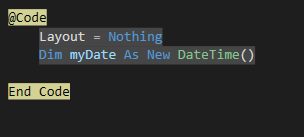 @Code
Layout = Nothing
Dim myDate As New DateTime()
End Code